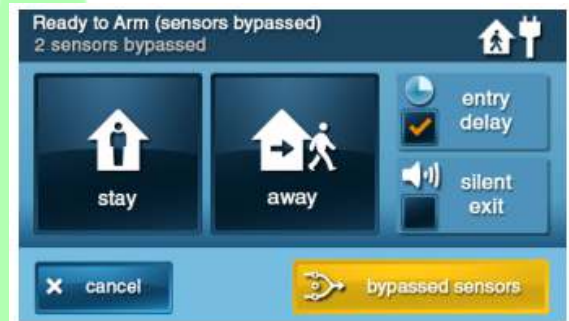 Ready to Arm (sensors bypassed)
2 sensors bypassed
stay
away
entry
delay
silent
exit
cancel
bypassed sensors